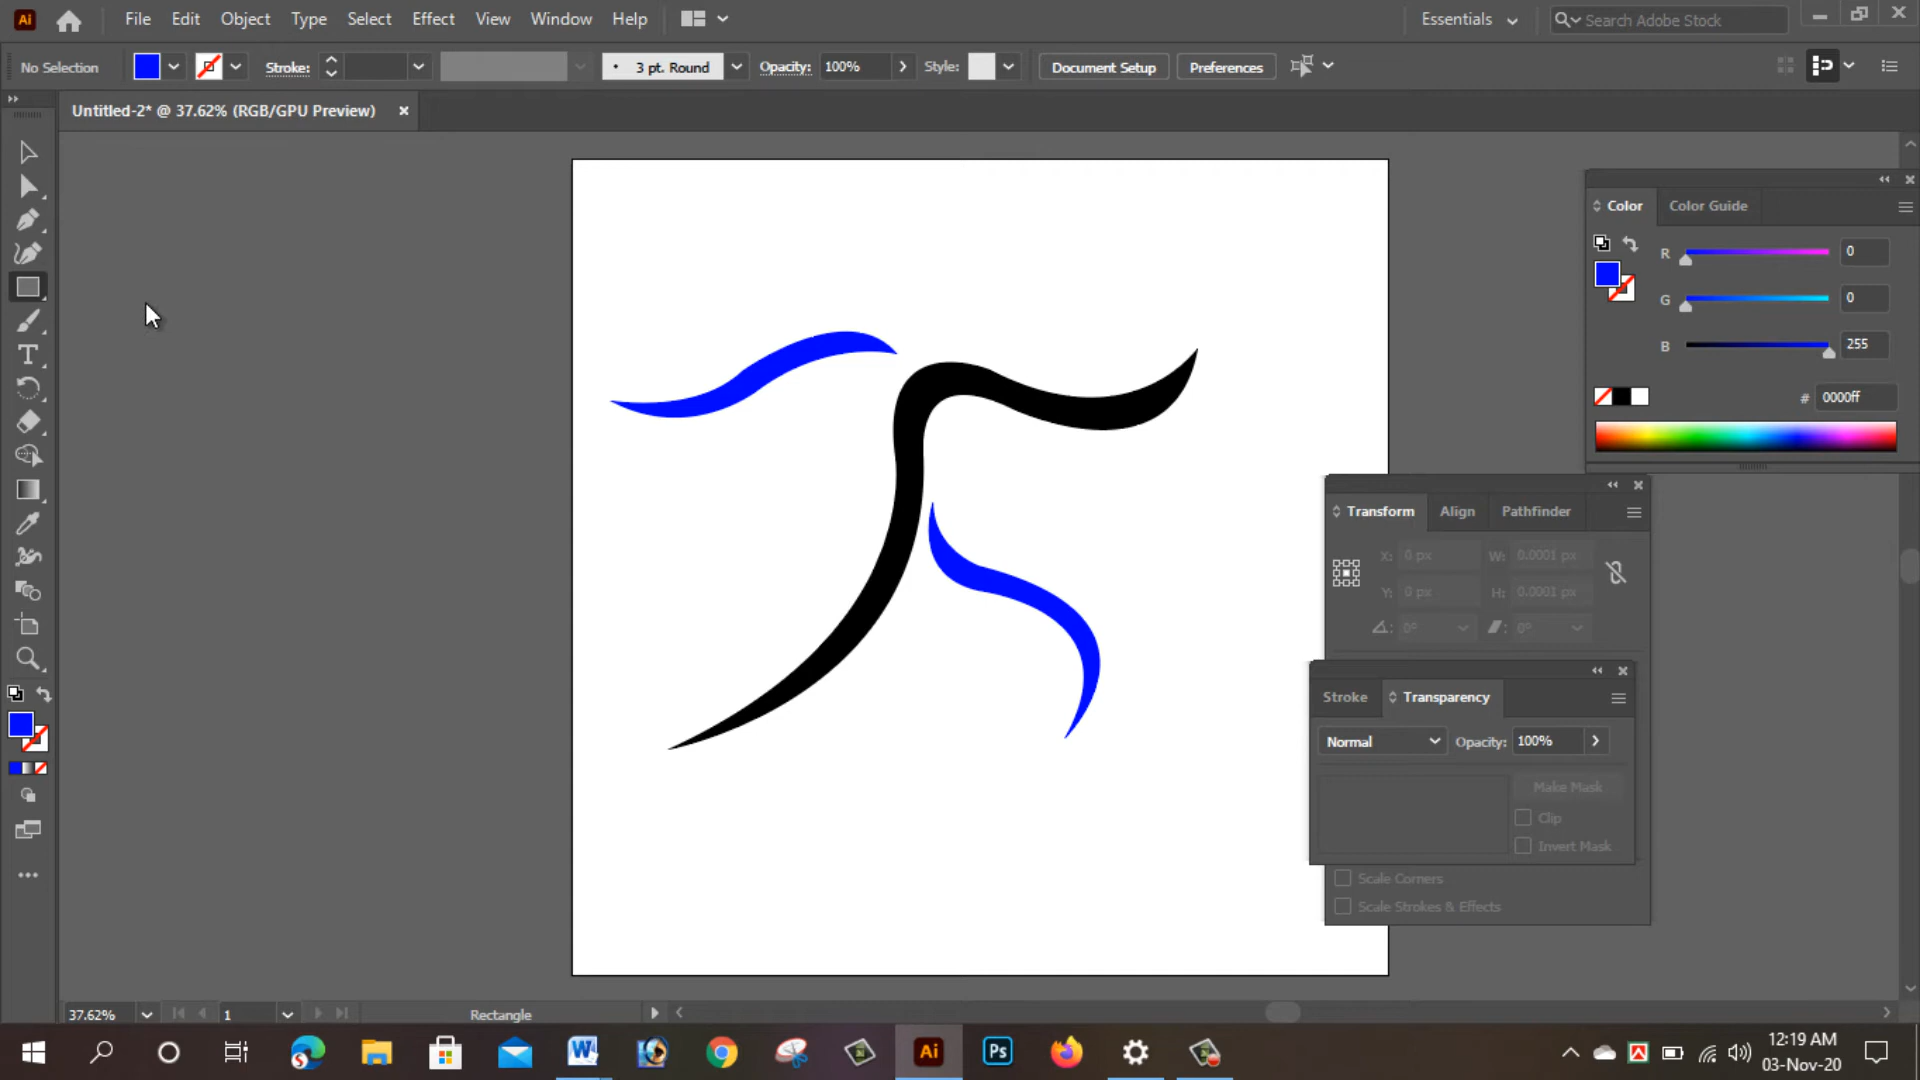 Ai File Edit Object Type Select Effect View Window Help Essentials Search Adobe Stock
No Selection Stroke: 3 pt. Round Opacity: 100% Style: Document Setup Preferences
Untitled-2* @ 37.62% (RGB/GPU Preview)
Color Color Guide
R 0
G 0
B 255
# 0000ff
Transform Align Pathfinder
X: 0 px W: 0.0001 px
Y: 0 px H: 0.0001 px
0° 0°
Stroke Transparency
Normal Opacity: 100%
Make Mask
Clip
Invert Mask
Scale Corners
Scale Strokes & Effects
37.62% 1 Rectangle
Ai Ps
12:19 AM
03-Nov-20